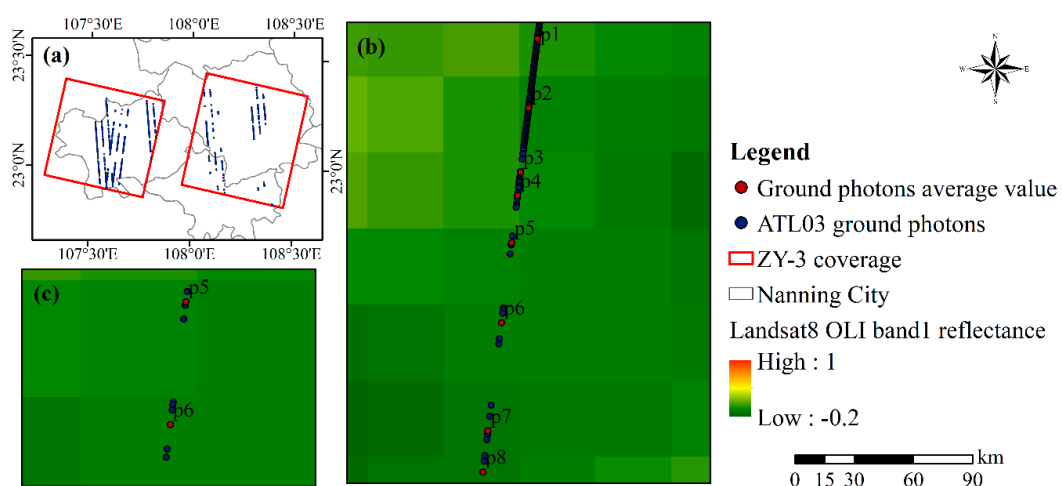 107°30'E 108°0'E 108°30'E
(a)
23°30'N
23°0'N
23°30'N
23°0'N
107°30'E 108°0'E 108°30'E
(b)
p1
p2
p3
p4
p5
p6
p7
p8
(c)
p5
p6
N
W E
S
Legend
Ground photons average value
ATL03 ground photons
ZY-3 coverage
Nanning City
Landsat8 OLI band1 reflectance
High : 1
Low : -0.2
km
0 15 30 60 90